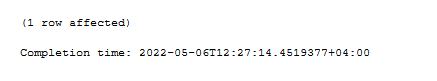 (1 row affected)
Completion time: 2022-05-06T12:27:14.4519377+04:00